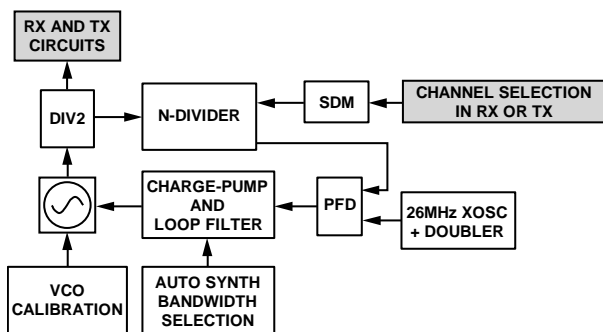 RX AND TX
CIRCUITS
DIV2
N-DIVIDER
SDM
CHANNEL SELECTION
IN RX OR TX
CHARGE-PUMP
AND
LOOP FILTER
PFD
26MHz XOSC
+ DOUBLER
VCO
CALIBRATION
AUTO SYNTH
BANDWIDTH
SELECTION